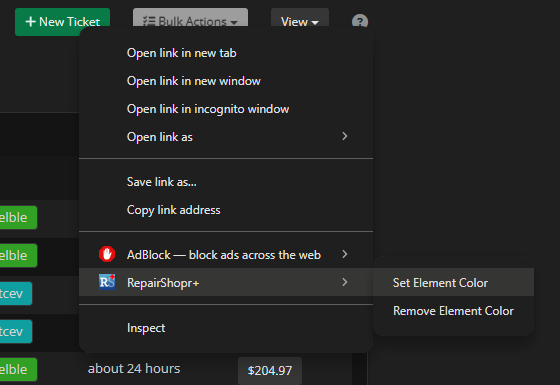 + New Ticket
Bulk Actions
View
?
Open link in new tab
Open link in new window
Open link in incognito window
Open link as
Save link as...
Copy link address
elble
AdBlock — block ads across the web
elble
RS RepairShopr+
Set Element Color
tcev
Remove Element Color
Inspect
tcev
elble
about 24 hours
$204.97